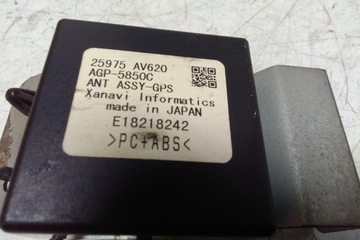 25975 AV620
AGP-5850C
ANT ASSY-GPS
Xanavi Informatics
made in JAPAN
E18218242
>PC+ABS<